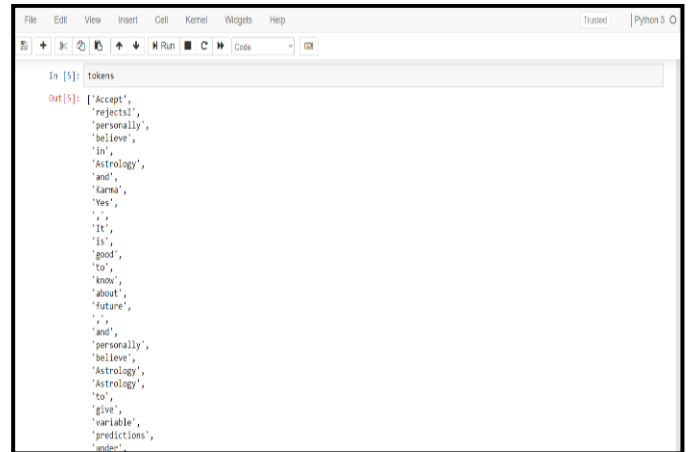 File Edit View Insert Cell Kernel Widgets Help Trusted Python 3
Run Code
In [5]: tokens
Out[5]: ['Accept',
'rejectsI',
'personally',
'believe',
'in',
'Astrology',
'and',
'Karma',
'Yes',
',',
'It',
'is',
'good',
'to',
'know',
'about',
'future',
',',
'and',
'personally',
'believe',
'Astrology',
'Astrology',
'to',
'give',
'variable',
'predictions',
'under',